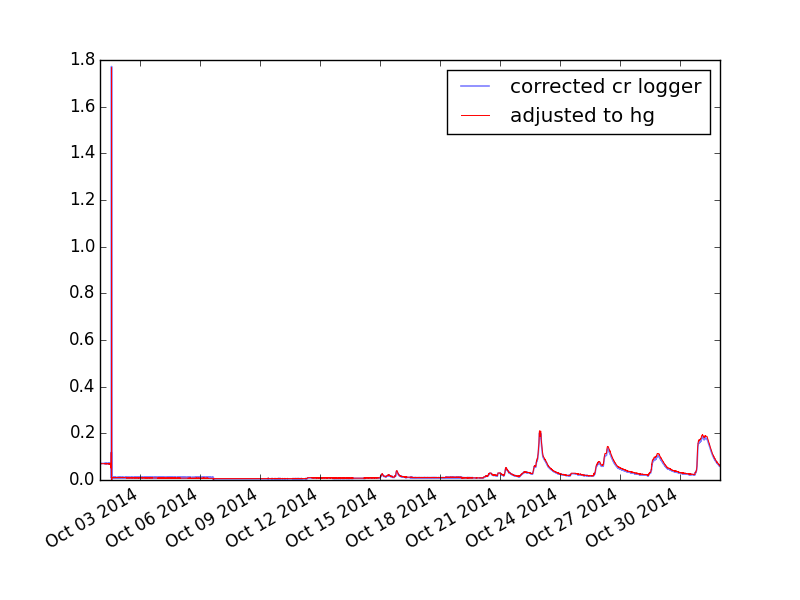 1.8
1.6
1.4
1.2
1.0
0.8
0.6
0.4
0.2
0.0
corrected cr logger
adjusted to hg
Oct 03 2014
Oct 06 2014
Oct 09 2014
Oct 12 2014
Oct 15 2014
Oct 18 2014
Oct 21 2014
Oct 24 2014
Oct 27 2014
Oct 30 2014